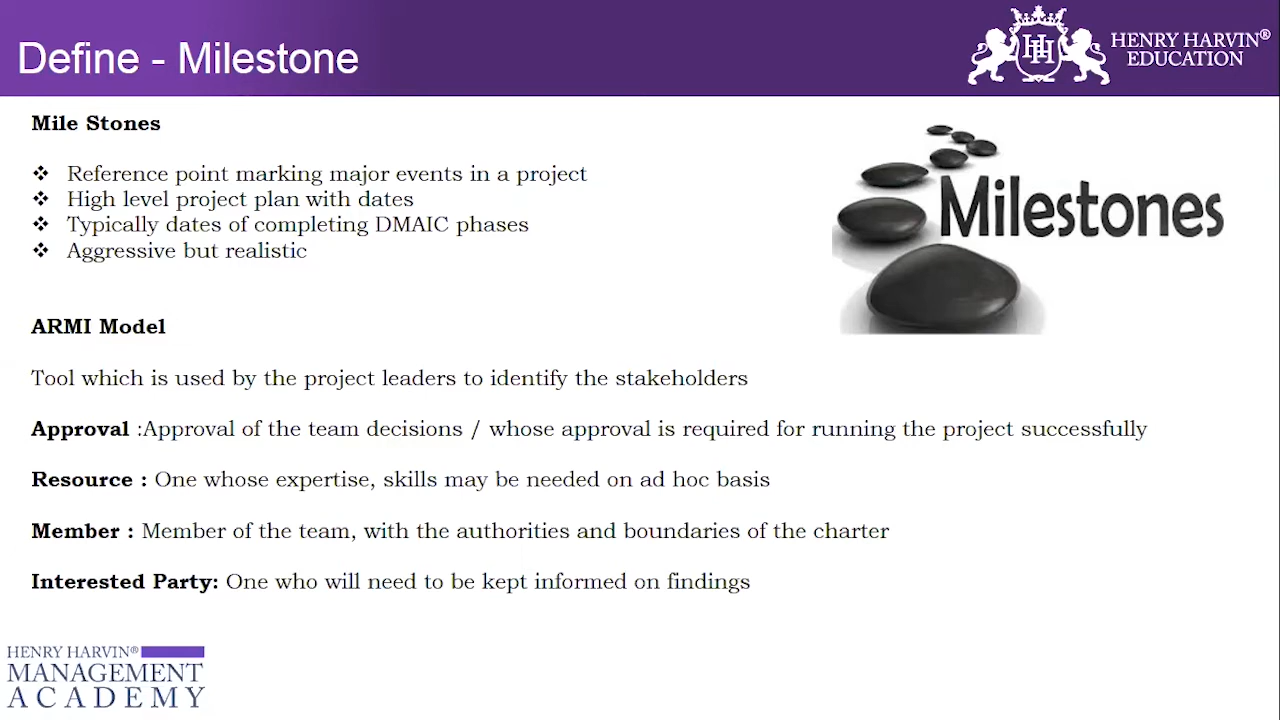 Define - Milestone
HENRY HARVIN®
EDUCATION
Mile Stones
❖ Reference point marking major events in a project
❖ High level project plan with dates
❖ Typically dates of completing DMAIC phases
❖ Aggressive but realistic
Milestones
ARMI Model
Tool which is used by the project leaders to identify the stakeholders
Approval :Approval of the team decisions / whose approval is required for running the project successfully
Resource : One whose expertise, skills may be needed on ad hoc basis
Member : Member of the team, with the authorities and boundaries of the charter
Interested Party: One who will need to be kept informed on findings
HENRY HARVIN®
MANAGEMENT
ACADEMY